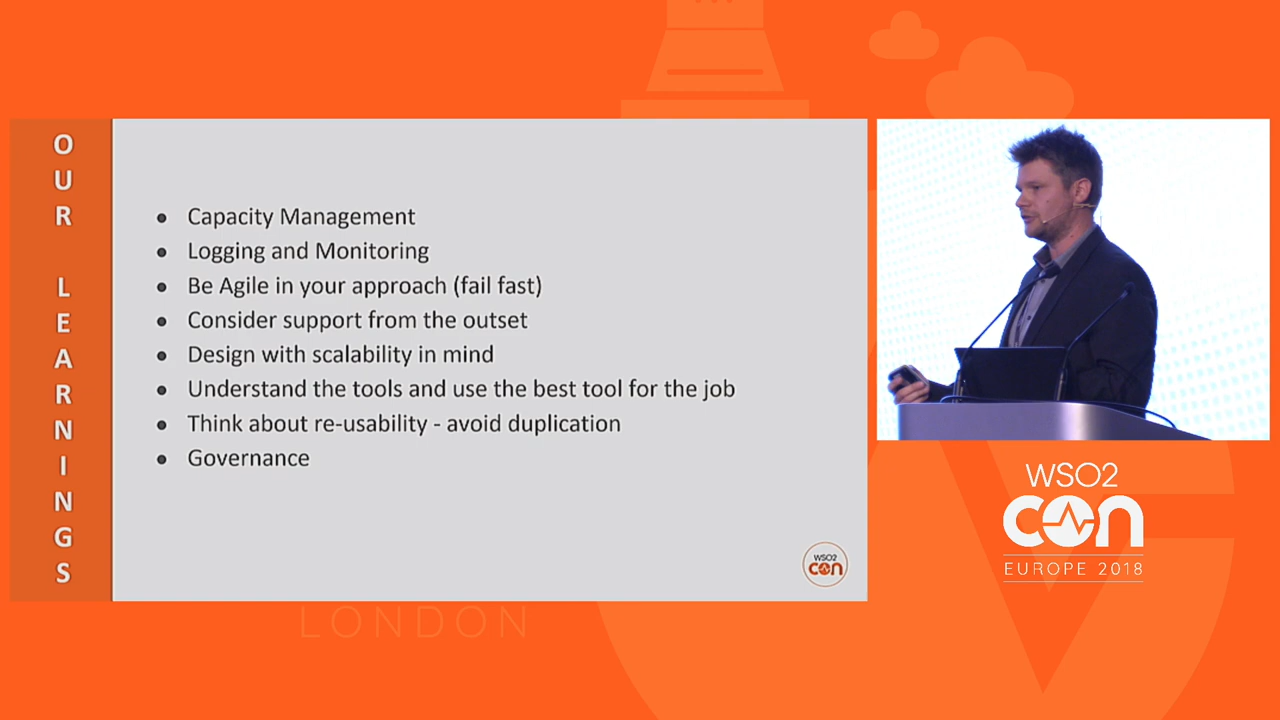 OUR LEARNINGS
Capacity Management
Logging and Monitoring
Be Agile in your approach (fail fast)
Consider support from the outset
Design with scalability in mind
Understand the tools and use the best tool for the job
Think about re-usability - avoid duplication
Governance
WSO2
con
WSO2
con
EUROPE 2018
LONDON